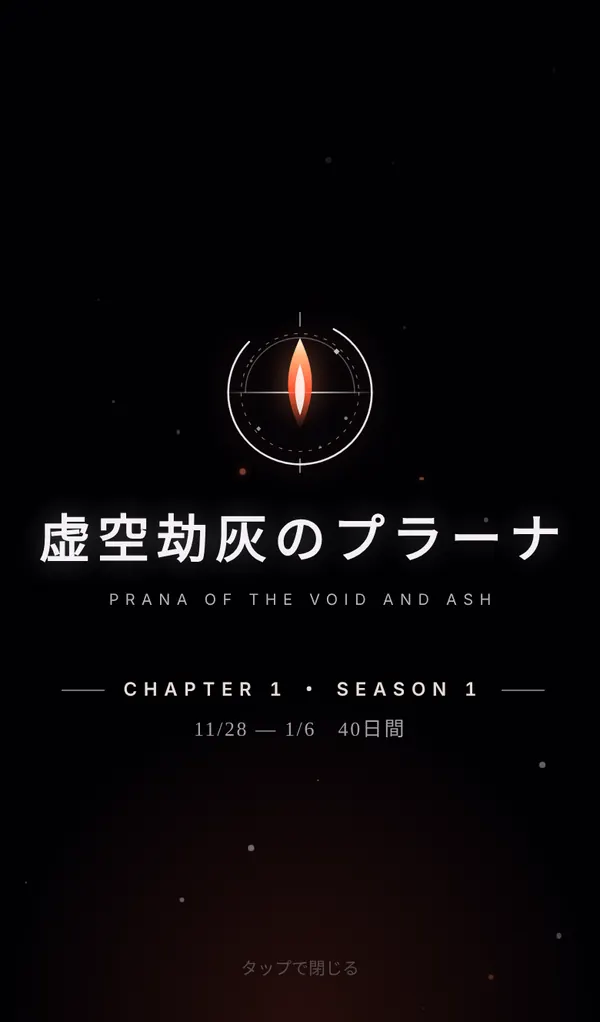 虚空劫灰のプラーナ
PRANA OF THE VOID AND ASH
CHAPTER 1 • SEASON 1
11/28 — 1/6　40日間
タップで閉じる